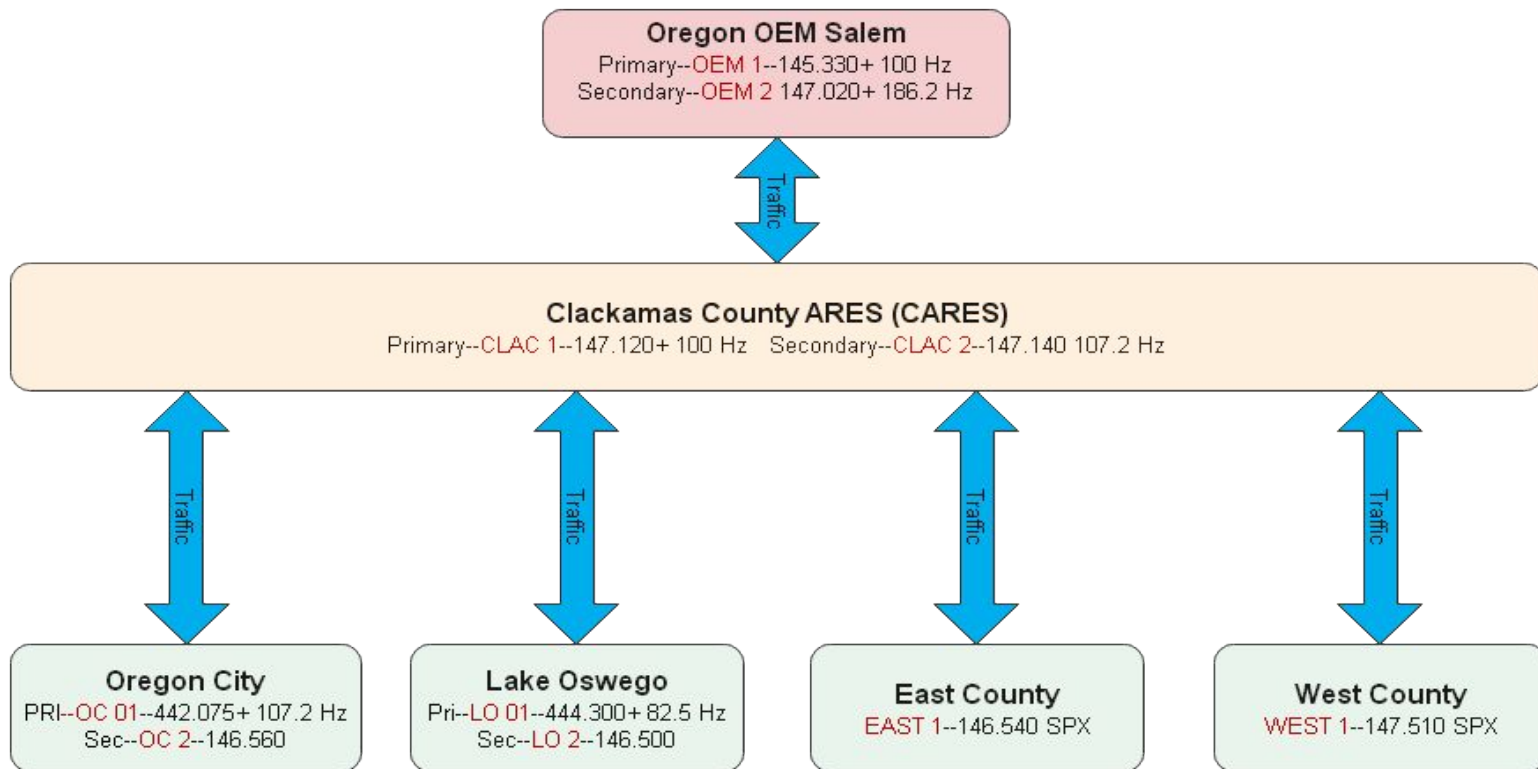 Oregon OEM Salem
Primary--OEM 1--145.330+ 100 Hz
Secondary--OEM 2 147.020+ 186.2 Hz
Traffic
Clackamas County ARES (CARES)
Primary--CLAC 1--147.120+ 100 Hz Secondary--CLAC 2--147.140 107.2 Hz
Traffic
Traffic
Traffic
Traffic
Oregon City
PRI--OC 01--442.075+ 107.2 Hz
Sec--OC 2--146.560
Lake Oswego
Pri--LO 01--444.300+ 82.5 Hz
Sec--LO 2--146.500
East County
EAST 1--146.540 SPX
West County
WEST 1--147.510 SPX